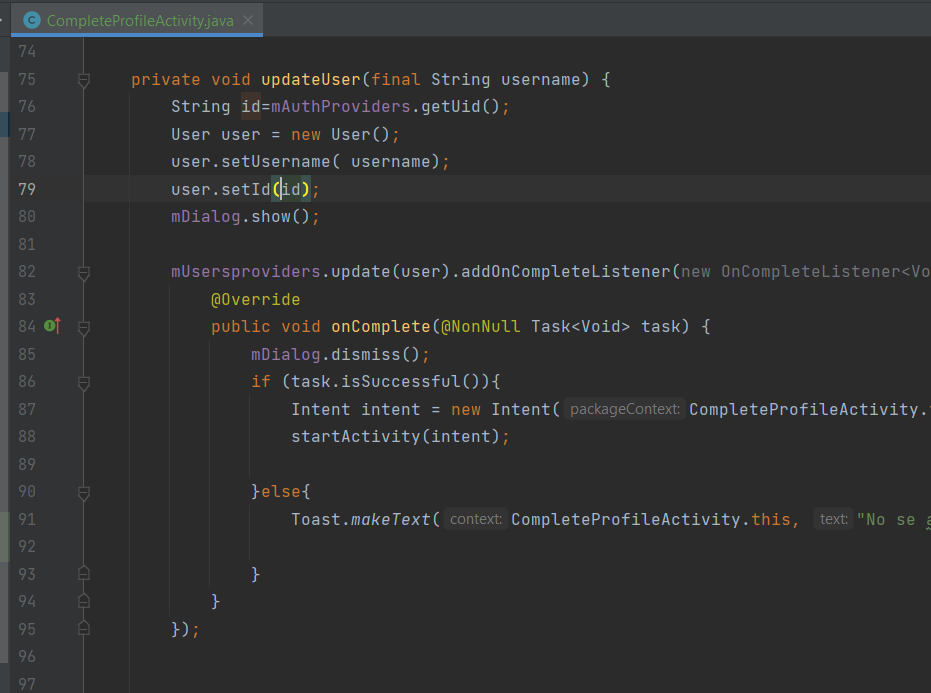 CompleteProfileActivity.java
74
75 private void updateUser(final String username) {
76 String id=mAuthProviders.getUid();
77 User user = new User();
78 user.setUsername( username);
79 user.setId(id);
80 mDialog.show();
81
82 mUsersproviders.update(user).addOnCompleteListener(new OnCompleteListener<Vo
83 @Override
84 public void onComplete(@NonNull Task<Void> task) {
85 mDialog.dismiss();
86 if (task.isSuccessful()){
87 Intent intent = new Intent( packageContext: CompleteProfileActivity.
88 startActivity(intent);
89
90 }else{
91 Toast.makeText( context: CompleteProfileActivity.this, text: "No se a
92
93 }
94 }
95 });
96
97